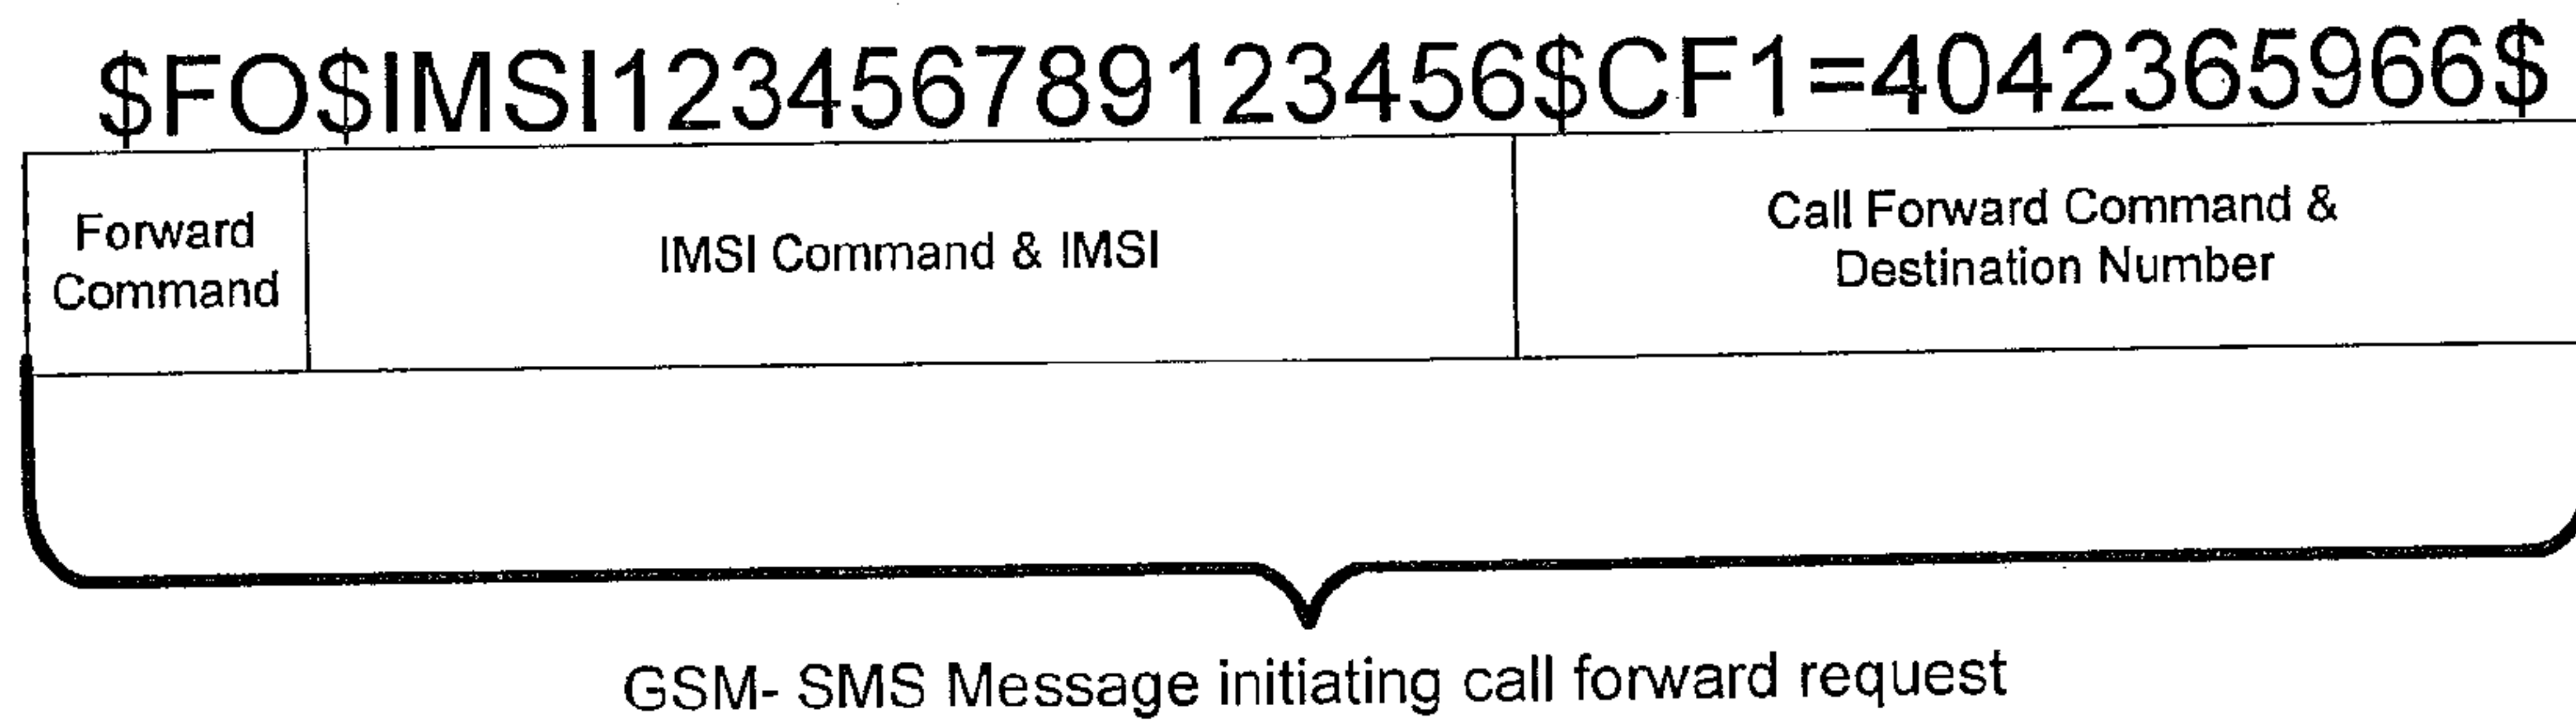 $FO$IMSI123456789123456$CF1=4042365966$
Forward
Command
IMSI Command & IMSI
Call Forward Command &
Destination Number
GSM- SMS Message initiating call forward request